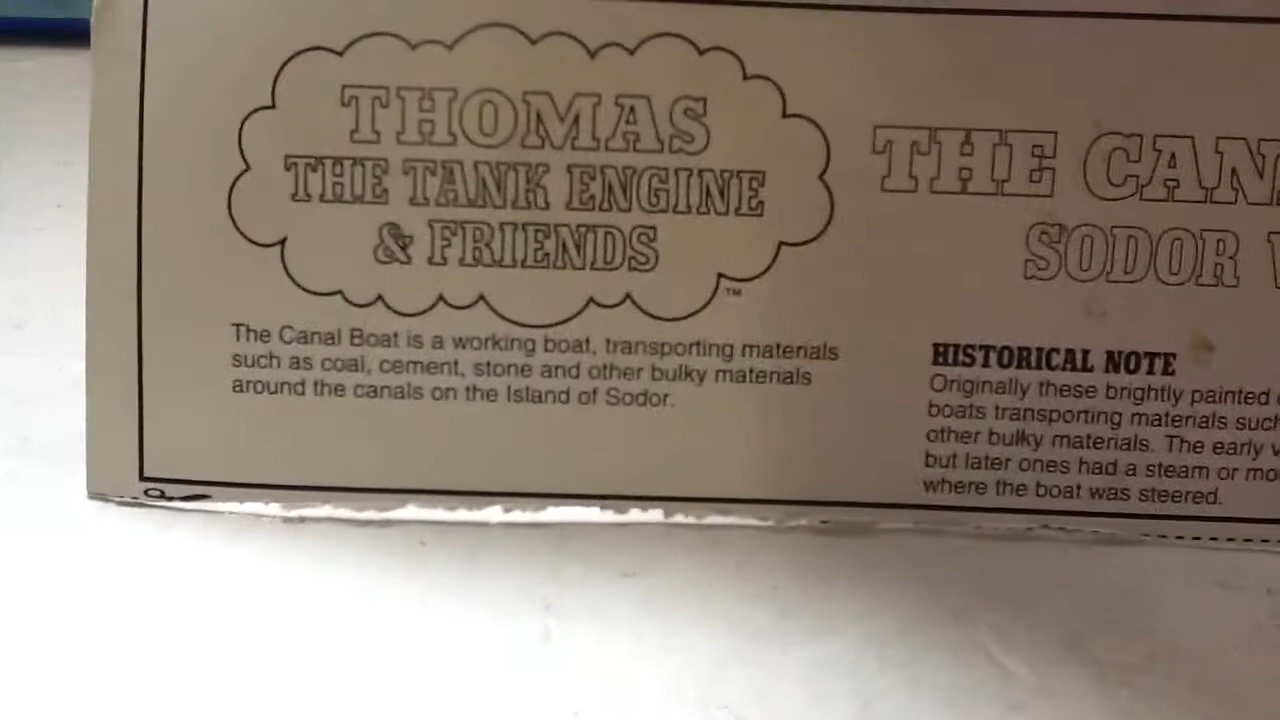 THOMAS
THE TANK ENGINE
& FRIENDS
™
The Canal Boat is a working boat, transporting materials
such as coal, cement, stone and other bulky materials
around the canals on the Island of Sodor.
THE CAN
SODOR
HISTORICAL NOTE
Originally these brightly painted
boats transporting materials such
other bulky materials. The early v
but later ones had a steam or mo
where the boat was steered.